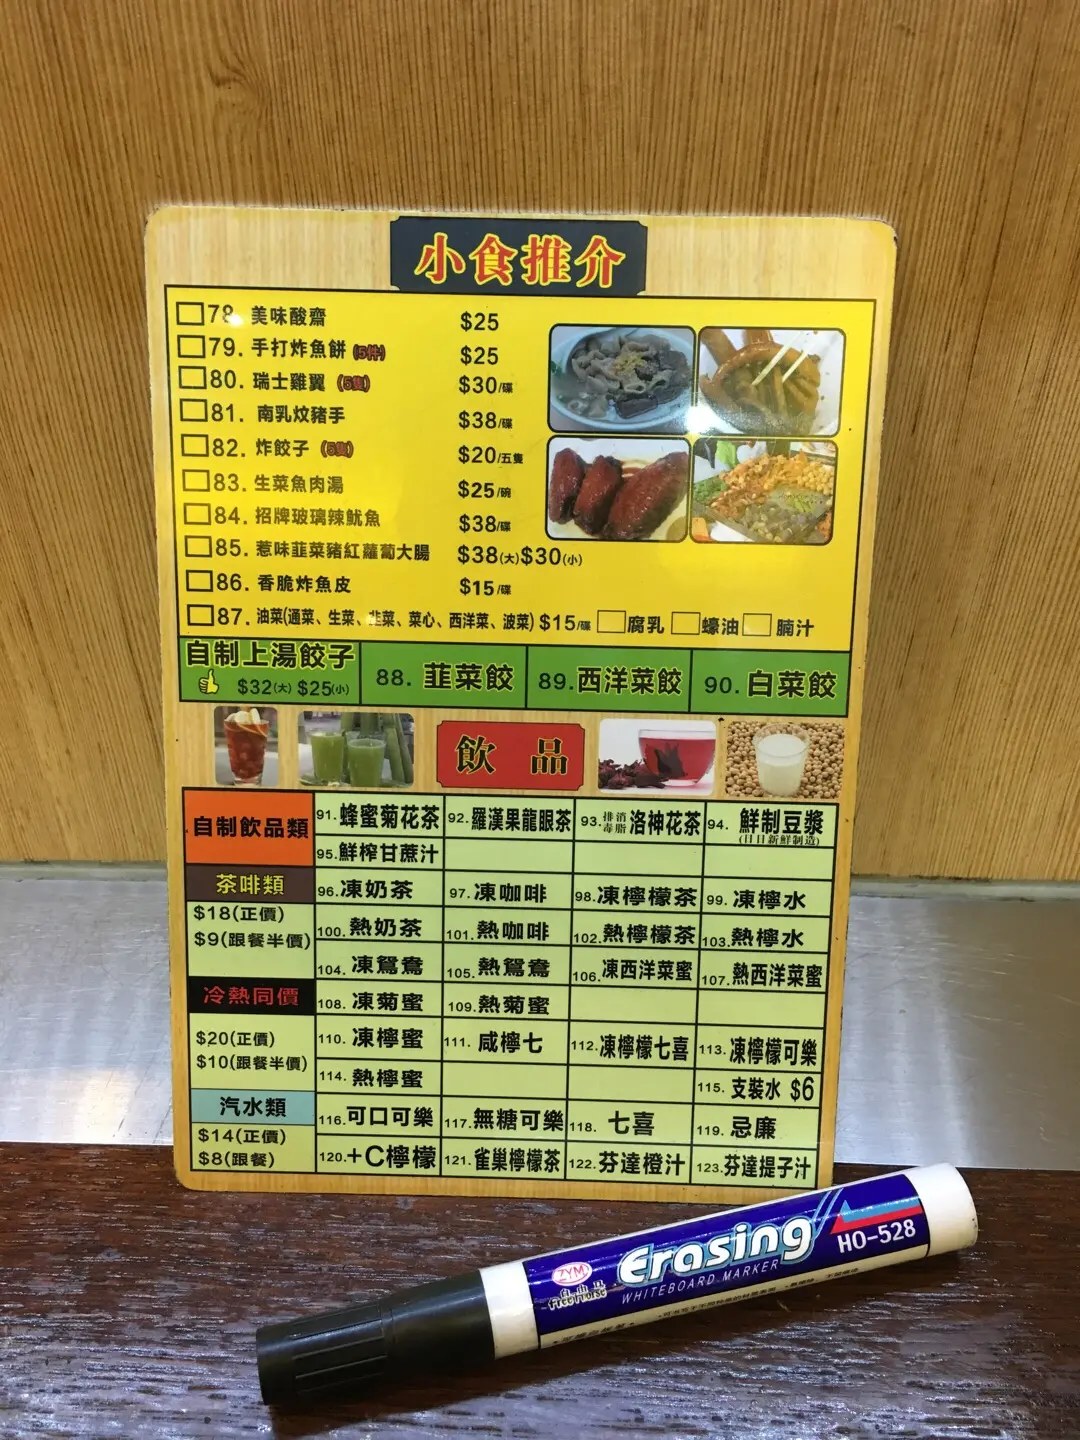 小食推介
78. 美味酸齋 $25
79. 手打炸魚餅 (5件) $25
80. 瑞士雞翼 (5隻) $30/碟
81. 南乳炆豬手 $38/碟
82. 炸餃子 (5隻) $20/五隻
83. 生菜魚肉湯 $25/碗
84. 招牌玻璃辣魷魚 $38/碟
85. 惹味韮菜豬紅蘿蔔大腸 $38(大)$30(小)
86. 香脆炸魚皮 $15/碟
87. 油菜(通菜、生菜、韭菜、菜心、西洋菜、波菜) $15/碟 腐乳 蠔油 腩汁
自制上湯餃子
$32(大) $25(小)
88. 韮菜餃 89.西洋菜餃 90.白菜餃
飲品
自制飲品類
91.蜂蜜菊花茶 92.羅漢果龍眼茶 93.排毒消脂洛神花茶 94.鮮制豆漿
(日日新鮮制造)
95.鮮榨甘蔗汁
茶啡類
96.凍奶茶 97.凍咖啡 98.凍檸檬茶 99.凍檸水
$18(正價)
$9(跟餐半價)
100.熱奶茶 101.熱咖啡 102.熱檸檬茶 103.熱檸水
104.凍鴛鴦 105.熱鴛鴦 106.凍西洋菜蜜 107.熱西洋菜蜜
冷熱同價
108.凍菊蜜 109.熱菊蜜
$20(正價)
$10(跟餐半價)
110.凍檸蜜 111.咸檸七 112.凍檸檬七喜 113.凍檸檬可樂
114.熱檸蜜 115.支裝水 $6
汽水類
116.可口可樂 117.無糖可樂 118.七喜 119.忌廉
$14(正價)
$8(跟餐)
120.+C檸檬 121.雀巢檸檬茶 122.芬達橙汁 123.芬達提子汁
ZYM
自由馬
Free Horse
Erasing
WHITEBOARD MARKER
HO-528